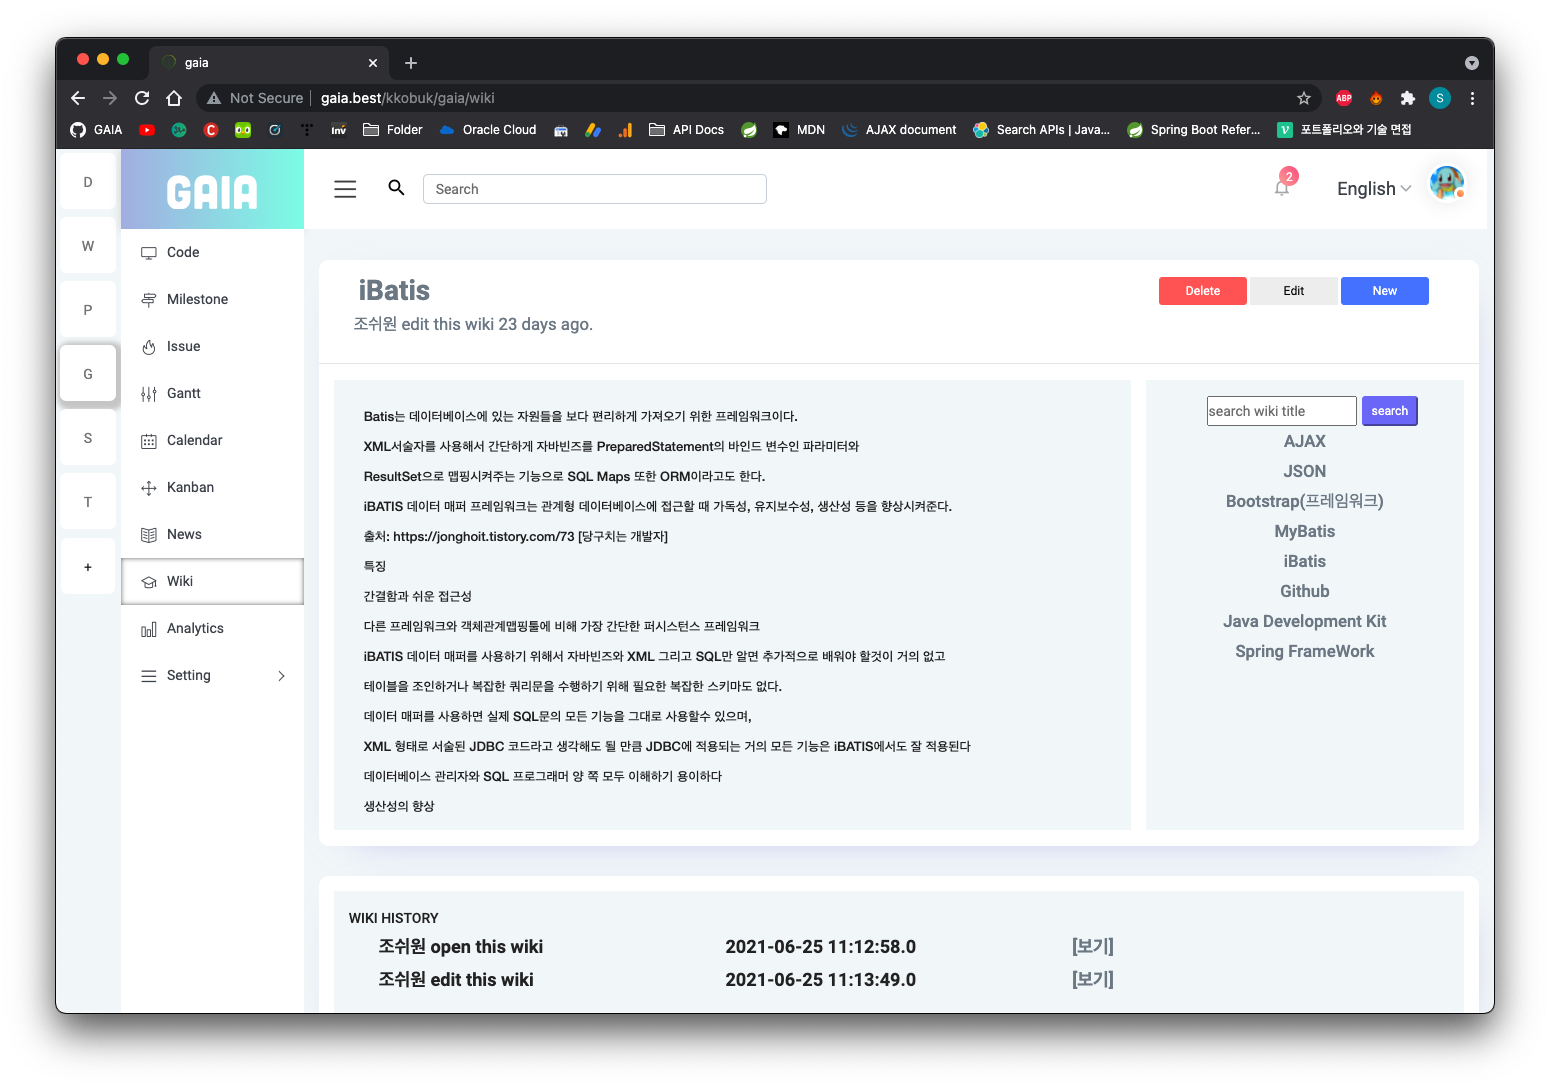 gaia
Not Secure
gaia.best/kkobuk/gaia/wiki
ABP
S
GAIA
C
inv
Folder
Oracle Cloud
API Docs
MDN
AJAX document
Search APIs | Java...
Spring Boot Refer...
포트폴리오와 기술 면접
D
W
P
G
S
T
+
GAIA
Search
2
English
Code
Milestone
Issue
Gantt
Calendar
Kanban
News
Wiki
Analytics
Setting
iBatis
Delete
Edit
New
조쉬원 edit this wiki 23 days ago.
Batis는 데이터베이스에 있는 자원들을 보다 편리하게 가져오기 위한 프레임워크이다.
XML서술자를 사용해서 간단하게 자바빈즈를 PreparedStatement의 바인드 변수인 파라미터와
ResultSet으로 맵핑시켜주는 기능으로 SQL Maps 또한 ORM이라고도 한다.
iBATIS 데이터 매퍼 프레임워크는 관계형 데이터베이스에 접근할 때 가독성, 유지보수성, 생산성 등을 향상시켜준다.
출처: https://jonghoit.tistory.com/73 [당구치는 개발자]
특징
간결함과 쉬운 접근성
다른 프레임워크와 객체관계맵핑툴에 비해 가장 간단한 퍼시스턴스 프레임워크
iBATIS 데이터 매퍼를 사용하기 위해서 자바빈즈와 XML 그리고 SQL만 알면 추가적으로 배워야 할것이 거의 없고
테이블을 조인하거나 복잡한 쿼리문을 수행하기 위해 필요한 복잡한 스키마도 없다.
데이터 매퍼를 사용하면 실제 SQL문의 모든 기능을 그대로 사용할수 있으며,
XML 형태로 서술된 JDBC 코드라고 생각해도 될 만큼 JDBC에 적용되는 거의 모든 기능은 iBATIS에서도 잘 적용된다
데이터베이스 관리자와 SQL 프로그래머 양 쪽 모두 이해하기 용이하다
생산성의 향상
search wiki title
search
AJAX
JSON
Bootstrap(프레임워크)
MyBatis
iBatis
Github
Java Development Kit
Spring FrameWork
WIKI HISTORY
조쉬원 open this wiki 2021-06-25 11:12:58.0 [보기]
조쉬원 edit this wiki 2021-06-25 11:13:49.0 [보기]